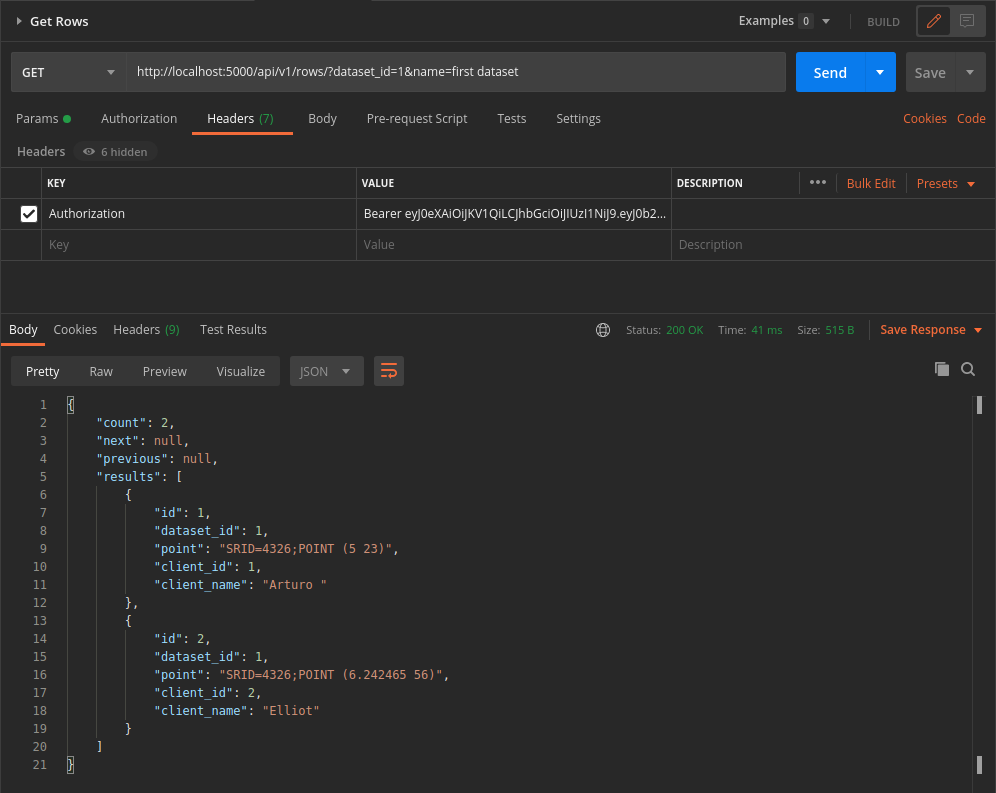 Get Rows Examples 0 BUILD
GET http://localhost:5000/api/v1/rows/?dataset_id=1&name=first dataset Send Save
Params Authorization Headers (7) Body Pre-request Script Tests Settings Cookies Code
Headers 6 hidden
KEY VALUE DESCRIPTION ••• Bulk Edit Presets
Authorization Bearer eyJ0eXAiOiJKV1QiLCJhbGciOiJIUzI1NiJ9.eyJ0b2...
Key Value Description
Body Cookies Headers (9) Test Results Status: 200 OK Time: 41 ms Size: 515 B Save Response
Pretty Raw Preview Visualize JSON
1 {
2 "count": 2,
3 "next": null,
4 "previous": null,
5 "results": [
6 {
7 "id": 1,
8 "dataset_id": 1,
9 "point": "SRID=4326;POINT (5 23)",
10 "client_id": 1,
11 "client_name": "Arturo "
12 },
13 {
14 "id": 2,
15 "dataset_id": 1,
16 "point": "SRID=4326;POINT (6.242465 56)",
17 "client_id": 2,
18 "client_name": "Elliot"
19 }
20 ]
21 }